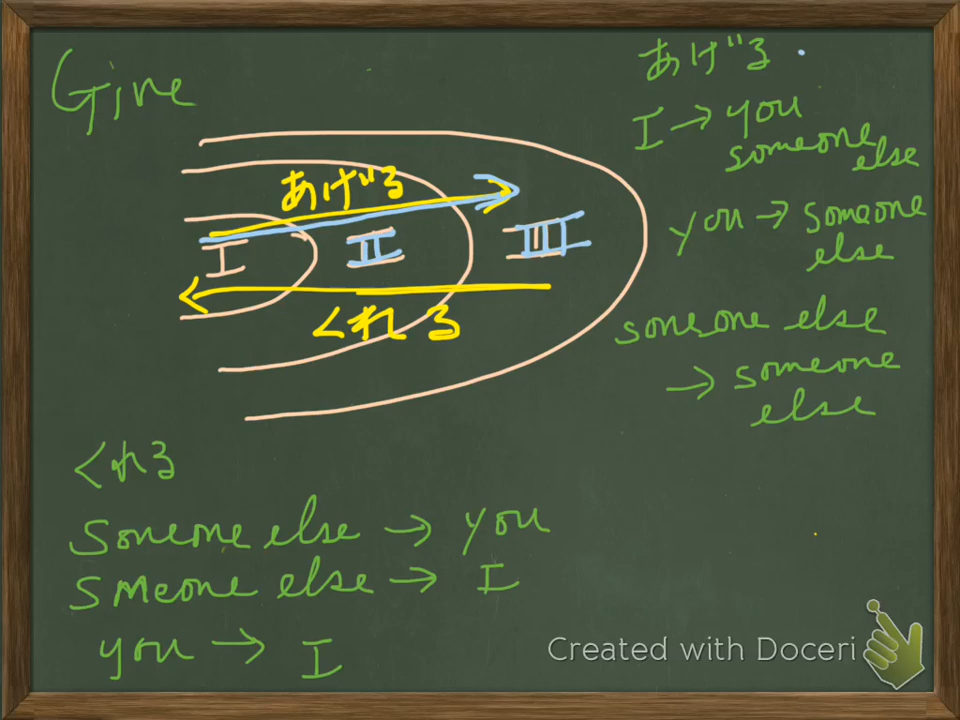 Give
あげる
I II III
くれる
あげる
I → you
someone else
you → someone
else
someone else
→ someone
else
くれる
Someone else → you
Smeone else → I
you → I
Created with Doceri